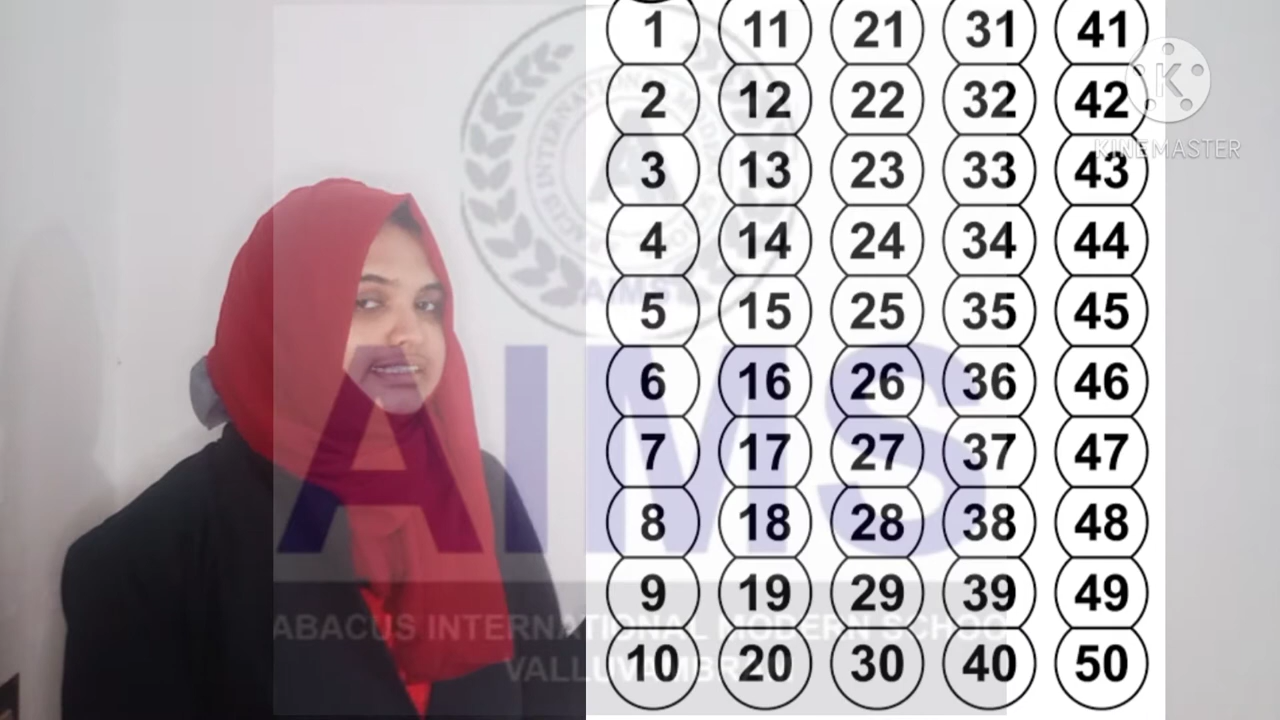 1 11 21 31 41
2 12 22 32 42
3 13 23 33 43
4 14 24 34 44
5 15 25 35 45
6 16 26 36 46
7 17 27 37 47
8 18 28 38 48
9 19 29 39 49
10 20 30 40 50
KINEMASTER
AIMS
ABACUS INTERNATIONAL MODERN SCHOO